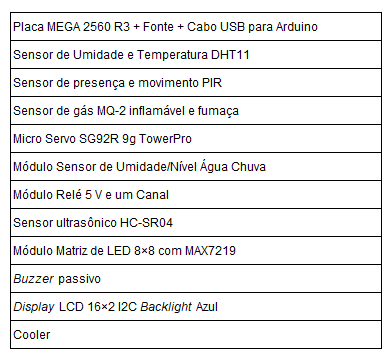 Placa MEGA 2560 R3 + Fonte + Cabo USB para Arduino
Sensor de Umidade e Temperatura DHT11
Sensor de presença e movimento PIR
Sensor de gás MQ-2 inflamável e fumaça
Micro Servo SG92R 9g TowerPro
Módulo Sensor de Umidade/Nível Água Chuva
Módulo Relé 5 V e um Canal
Sensor ultrasônico HC-SR04
Módulo Matriz de LED 8×8 com MAX7219
Buzzer passivo
Display LCD 16×2 I2C Backlight Azul
Cooler